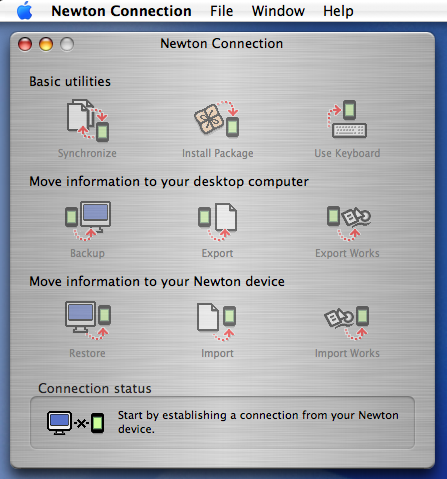 Newton Connection File Window Help
Newton Connection
Basic utilities
Synchronize Install Package Use Keyboard
Move information to your desktop computer
Backup Export Export Works
Move information to your Newton device
Restore Import Import Works
Connection status
Start by establishing a connection from your Newton
device.